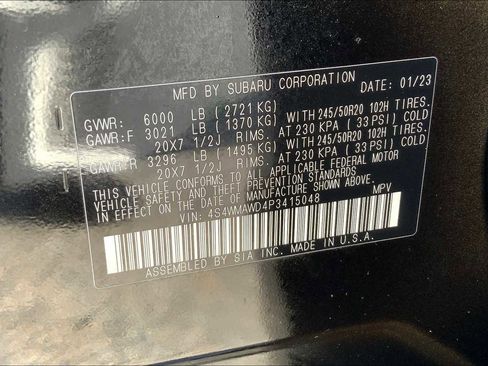 MFD BY SUBARU CORPORATION DATE: 01/23
GVWR: 6000 LB (2721 KG)
GAWR:F 3021 LB (1370 KG) WITH 245/50R20 102H TIRES.
20X7 1/2J RIMS. AT 230 KPA (33 PSI) COLD
GAWR:R 3296 LB (1495 KG) WITH 245/50R20 102H TIRES.
20X7 1/2J RIMS. AT 230 KPA (33 PSI) COLD
THIS VEHICLE CONFORMS TO ALL APPLICABLE FEDERAL MOTOR
VEHICLE SAFETY AND THEFT PREVENTION STANDARDS
IN EFFECT ON THE DATE OF MANUFACTURE SHOWN ABOVE.
VIN: 4S4WMAWD4P3415048 MPV
ASSEMBLED BY SIA INC. MADE IN U.S.A.